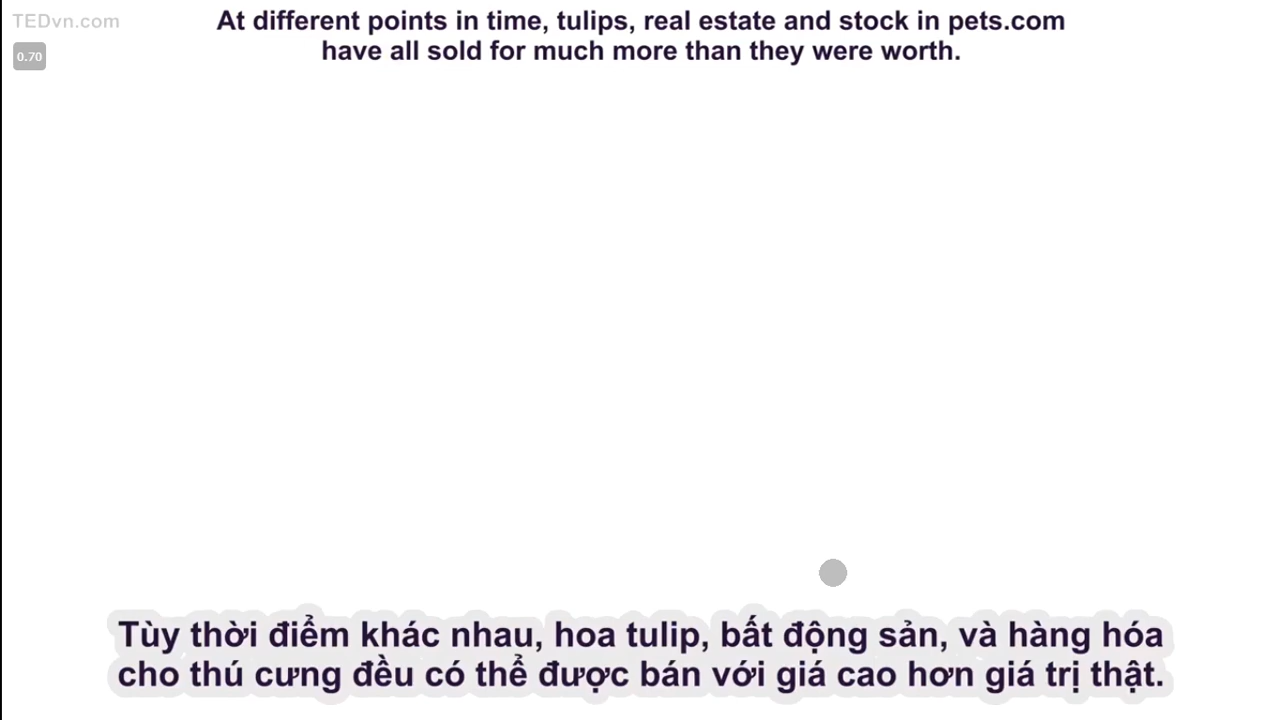 TEDvn.com
At different points in time, tulips, real estate and stock in pets.com
0.70
have all sold for much more than they were worth.
Tùy thời điểm khác nhau, hoa tulip, bất động sản, và hàng hóa
cho thú cưng đều có thể được bán với giá cao hơn giá trị thật.